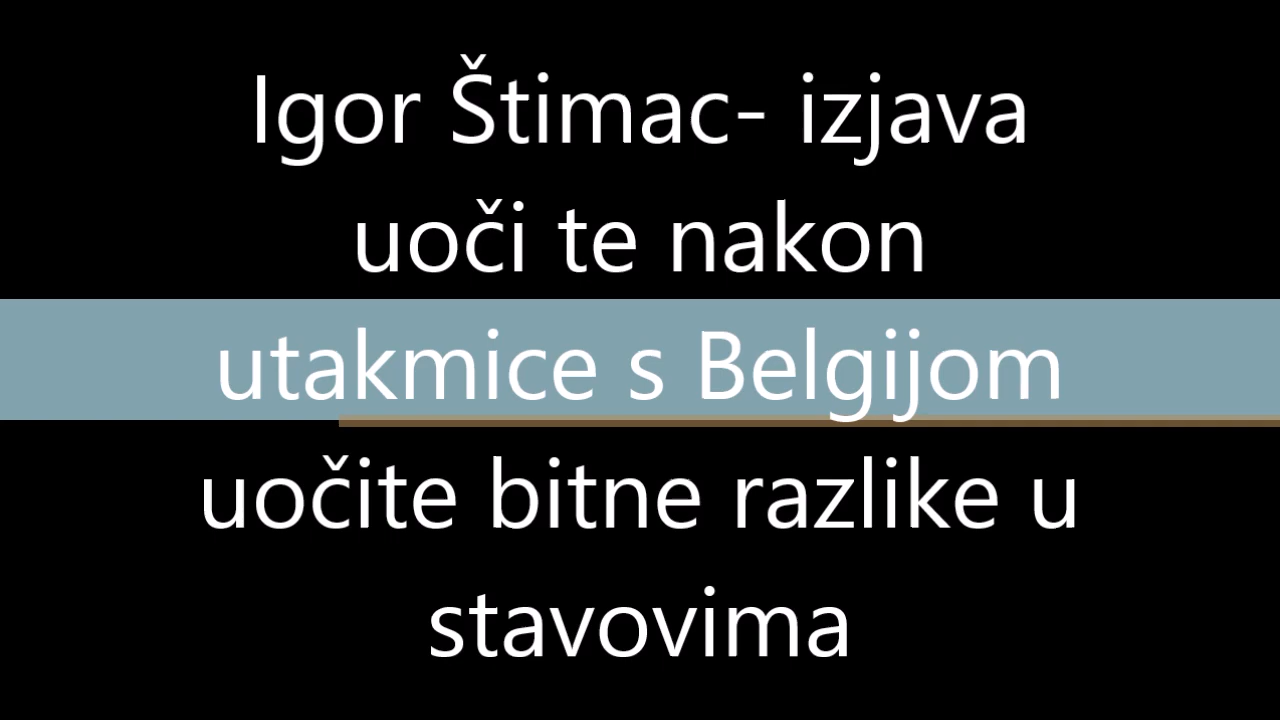 Igor Štimac- izjava
uoči te nakon
utakmice s Belgijom
uočite bitne razlike u
stavovima